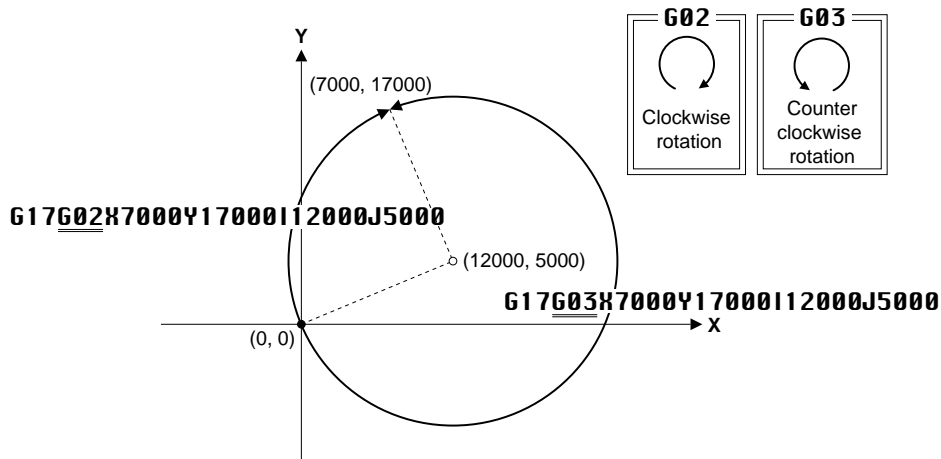 G02
G03
Y
(7000, 17000)
Clockwise
rotation
Counter
clockwise
rotation
G17G02X7000Y17000I12000J5000
(12000, 5000)
G17G03X7000Y17000I12000J5000
X
(0, 0)